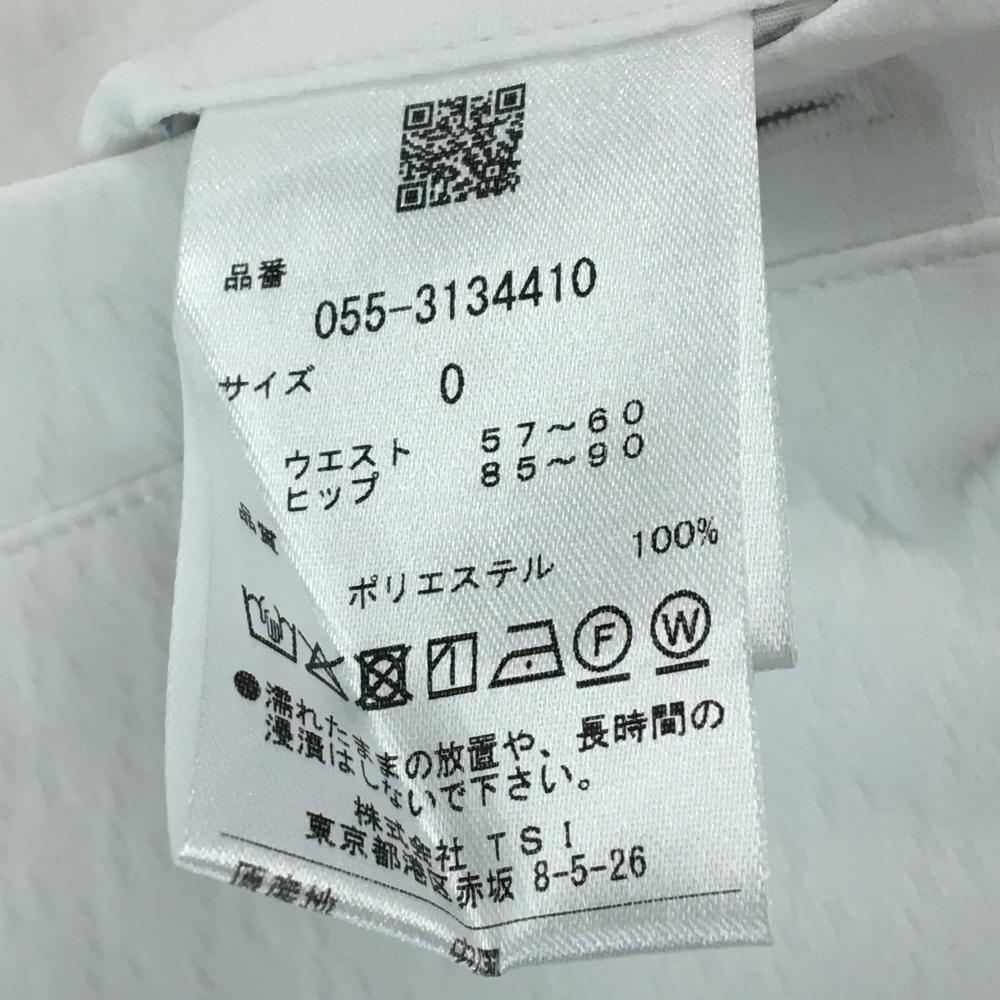 品番
055-3134410
サイズ 0
ウエスト 57～60
ヒップ 85～90
品質
ポリエステル 100%
F W
●濡れたままの放置や、長時間の
浸漬はしないで下さい。
株式会社TSI
東京都港区赤坂 8-5-26
原産地 中国